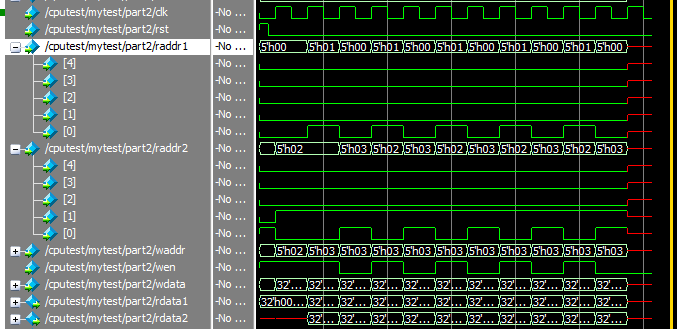 /cputest/mytest/part2/clk -No ...
/cputest/mytest/part2/rst -No ...
/cputest/mytest/part2/raddr1 -No ... 5'h00 5'h01 5'h00 5'h01 5'h00 5'h01 5'h00 5'h01 5'h00 5'h01 5'h00
[4] -No ...
[3] -No ...
[2] -No ...
[1] -No ...
[0] -No ...
/cputest/mytest/part2/raddr2 -No ... 5'h02 5'h03 5'h02 5'h03 5'h02 5'h03 5'h02 5'h03 5'h02 5'h03
[4] -No ...
[3] -No ...
[2] -No ...
[1] -No ...
[0] -No ...
/cputest/mytest/part2/waddr -No ... 5'h02 5'h03 5'h03 5'h03 5'h03 5'h03 5'h03 5'h03 5'h03 5'h03 5'h03
/cputest/mytest/part2/wen -No ...
/cputest/mytest/part2/wdata -No ... 32'... 32'... 32'... 32'... 32'... 32'... 32'... 32'... 32'... 32'... 32'...
/cputest/mytest/part2/rdata1 -No ... 32'h00... 32'... 32'... 32'... 32'... 32'... 32'... 32'... 32'... 32'... 32'...
/cputest/mytest/part2/rdata2 -No ... 32'... 32'... 32'... 32'... 32'... 32'... 32'... 32'... 32'... 32'...